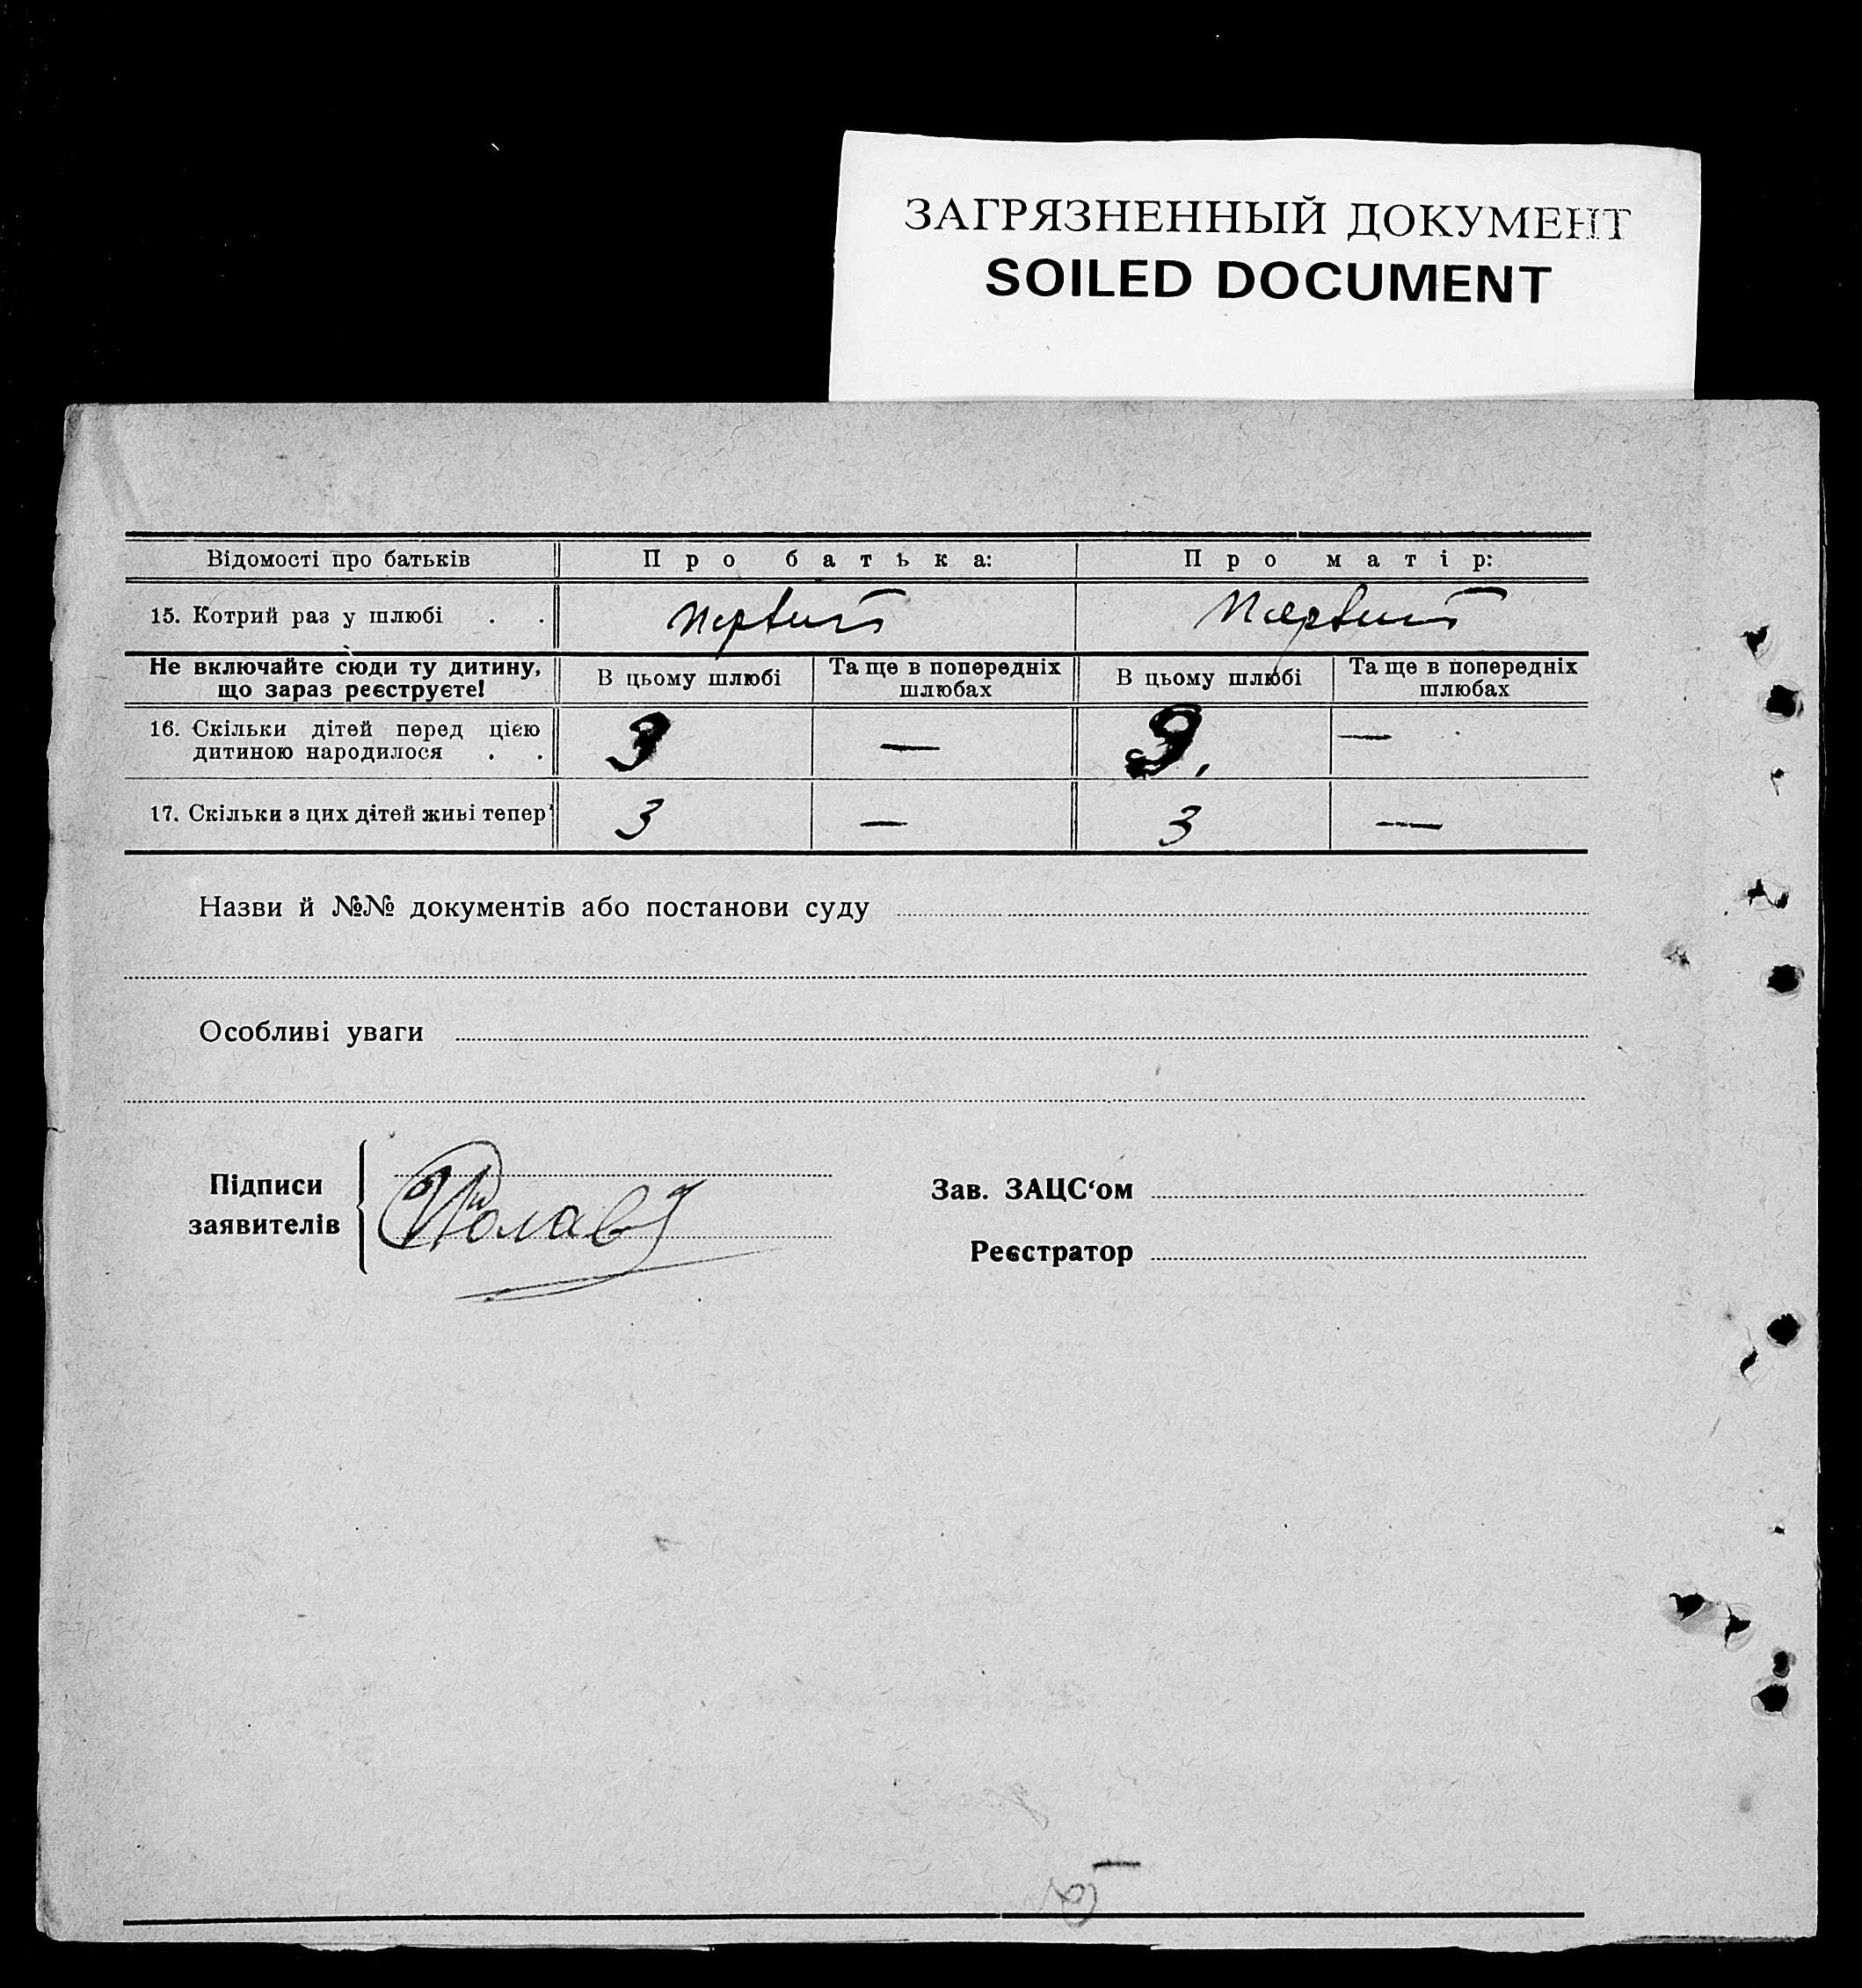 ЗАГРЯЗНЕННЫЙ ДОКУМЕНТ
SOILED DOCUMENT
Відомості про батьків Про батька: Про матір:
15. Котрий раз у шлюбі . . Первий Первий
Не включайте сюди ту дитину, що зараз реєструєте! В цьому шлюбі Та ще в попередніх шлюбах В цьому шлюбі Та ще в попередніх шлюбах
16. Скільки дітей перед цією
дитиною народилося . . 3 — —
17. Скільки з цих дітей живі тепер 3 — 3 —
Назви й №№ документів або постанови суду
Особливі уваги
Підписи
заявителів
Зав. ЗАЦС‘ом
Реєстратор